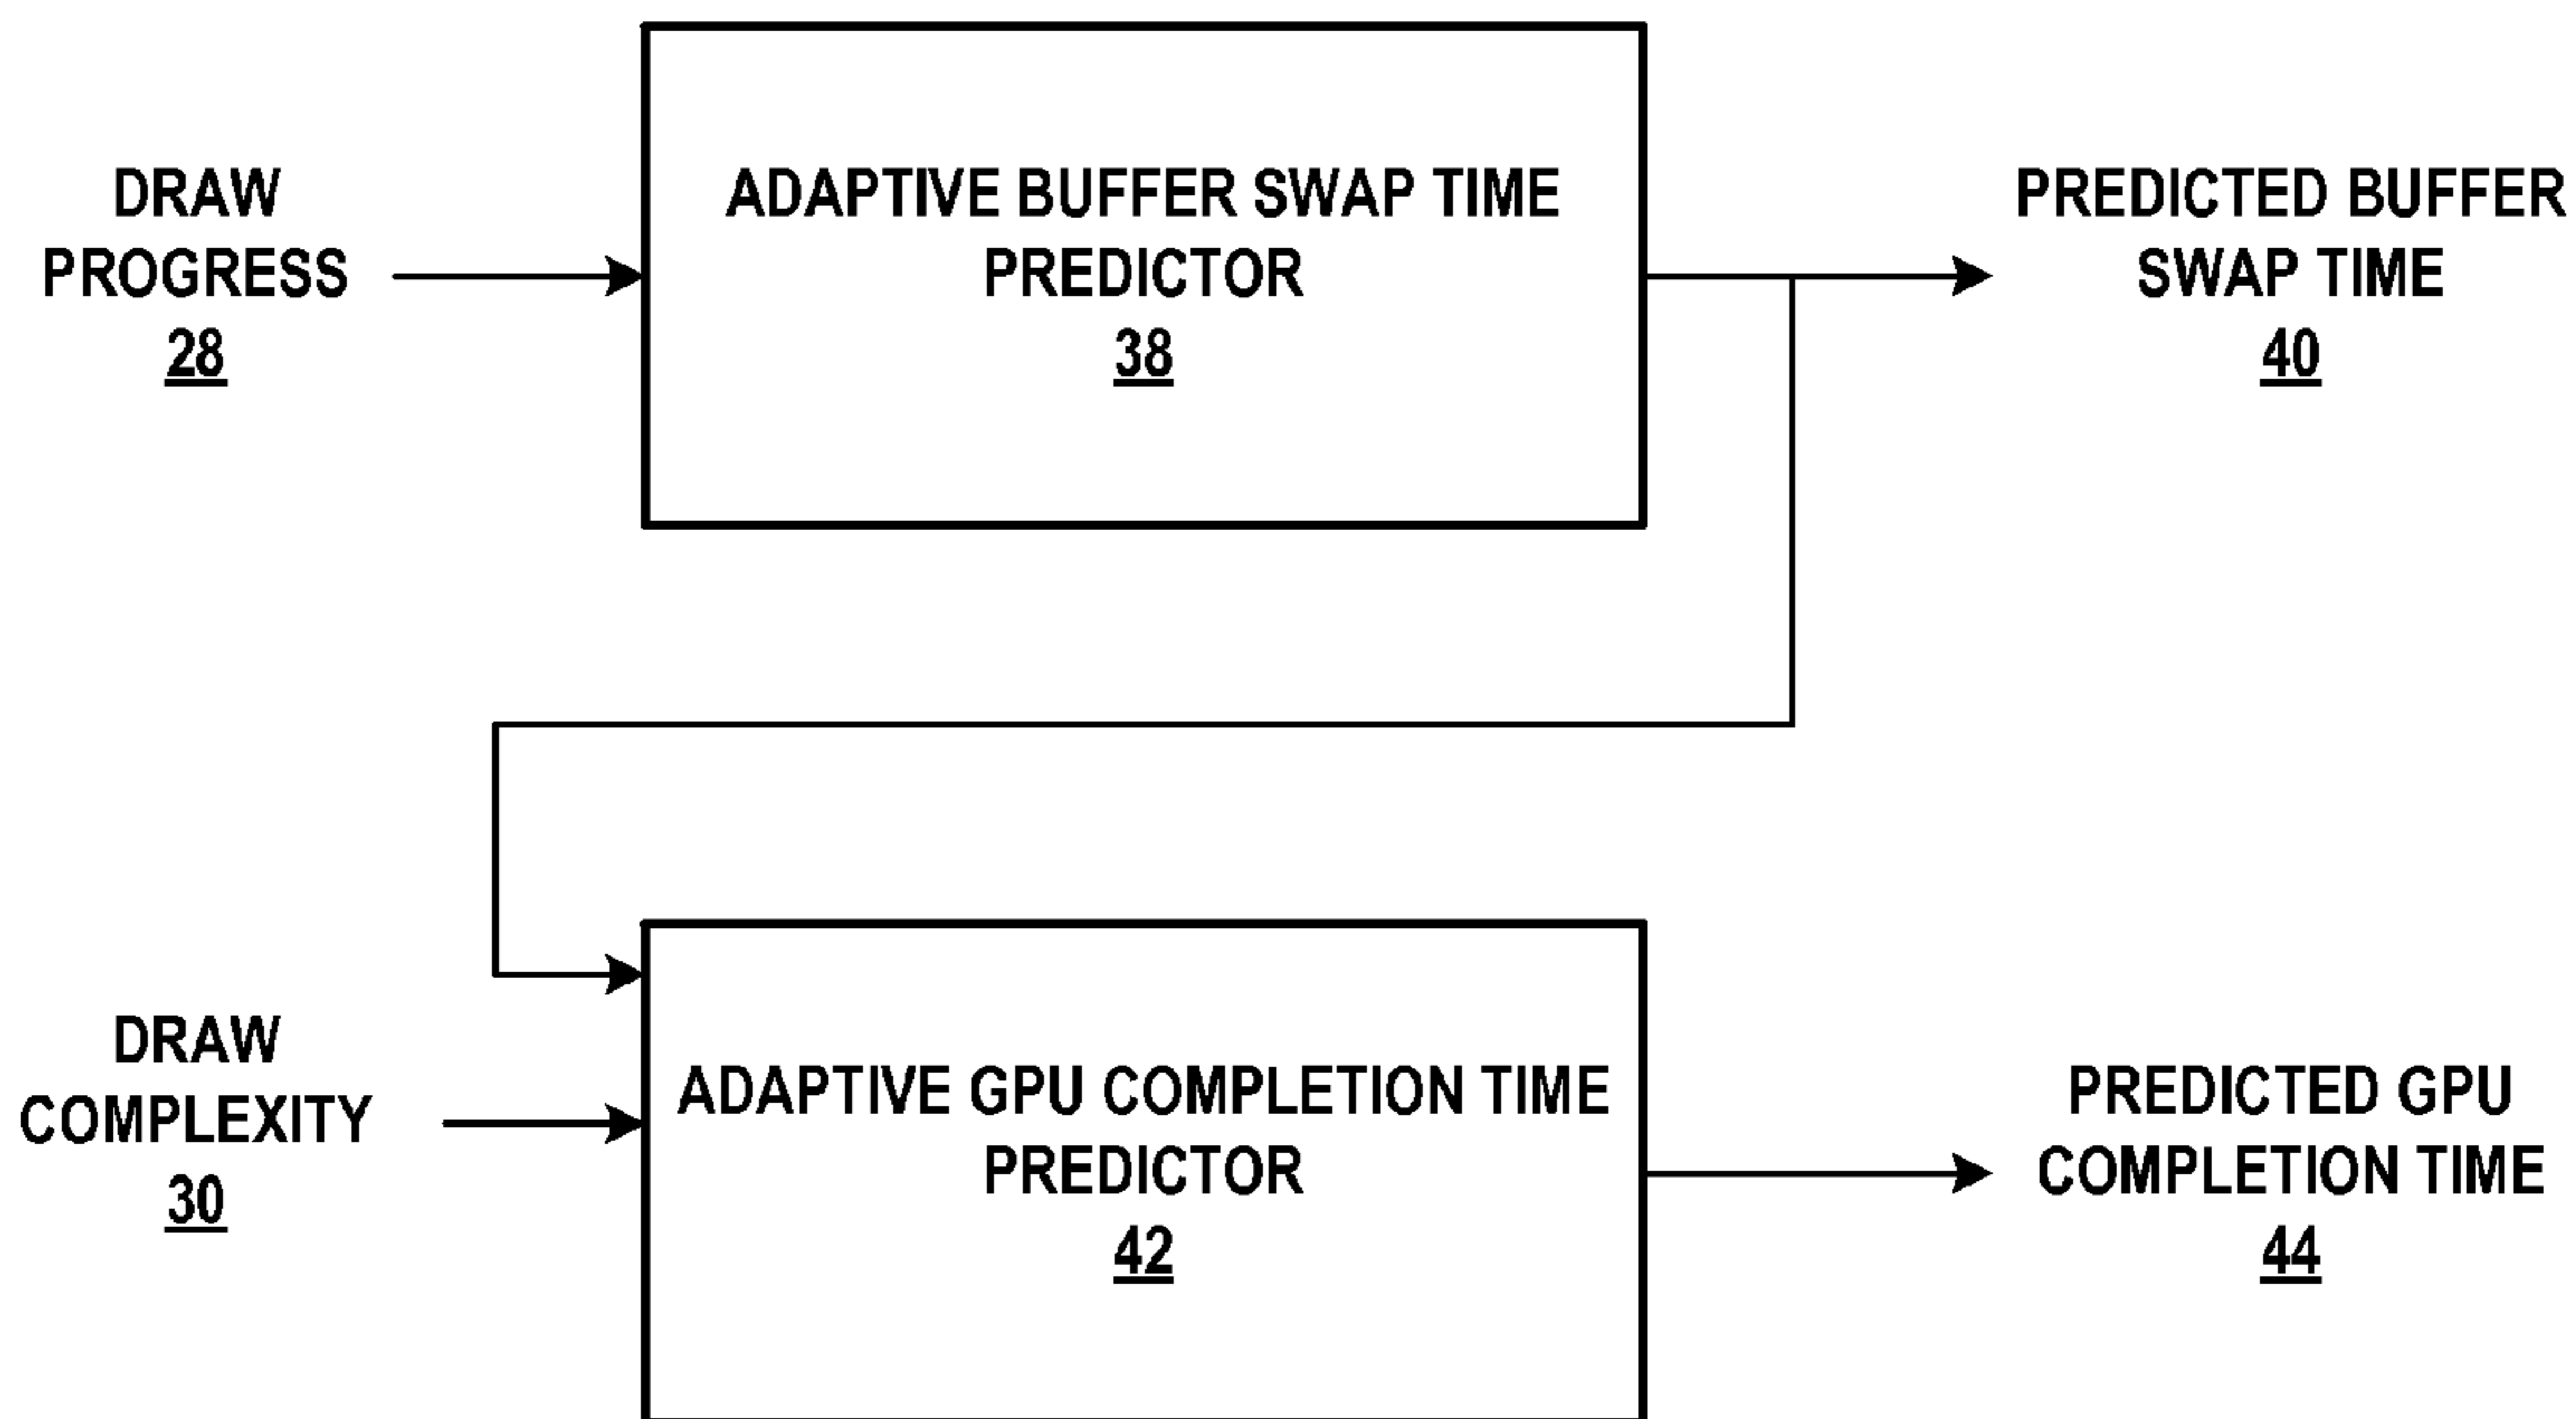 DRAW
PROGRESS
28
ADAPTIVE BUFFER SWAP TIME
PREDICTOR
38
PREDICTED BUFFER
SWAP TIME
40
DRAW
COMPLEXITY
30
ADAPTIVE GPU COMPLETION TIME
PREDICTOR
42
PREDICTED GPU
COMPLETION TIME
44